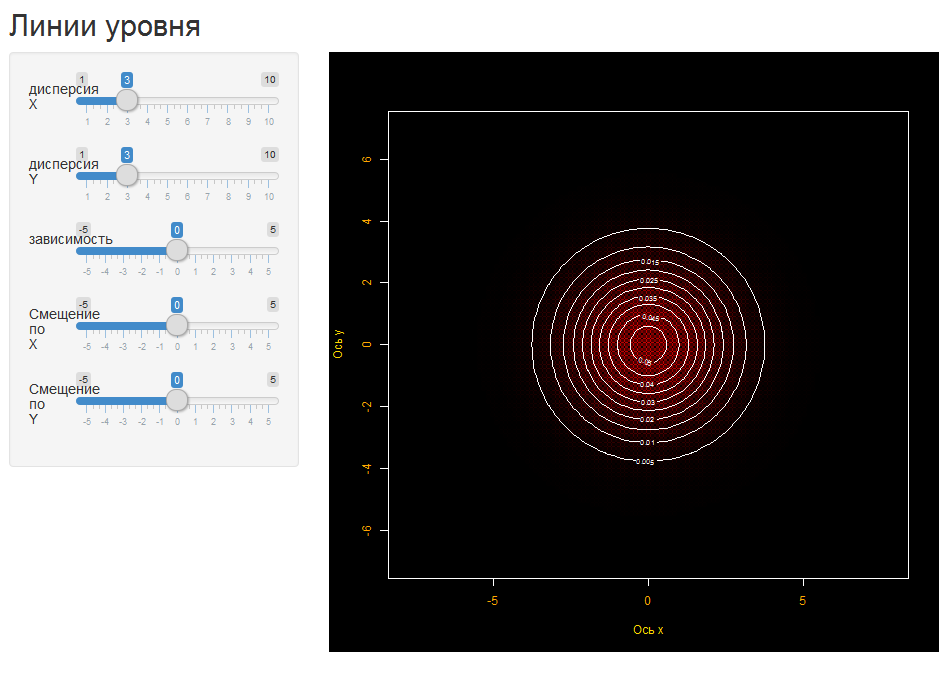 Линии уровня
1 3 10
дисперсия
X
1 2 3 4 5 6 7 8 9 10
1 3 10
дисперсия
Y
1 2 3 4 5 6 7 8 9 10
-5 0 5
зависимость
-5 -4 -3 -2 -1 0 1 2 3 4 5
-5 0 5
Смещение
по
X
-5 -4 -3 -2 -1 0 1 2 3 4 5
-5 0 5
Смещение
по
Y
-5 -4 -3 -2 -1 0 1 2 3 4 5
6
4
2
0
-2
-4
-6
Ось y
0.015
0.025
0.035
0.045
0.05
0.04
0.03
0.02
0.01
0.005
-5 0 5
Ось x